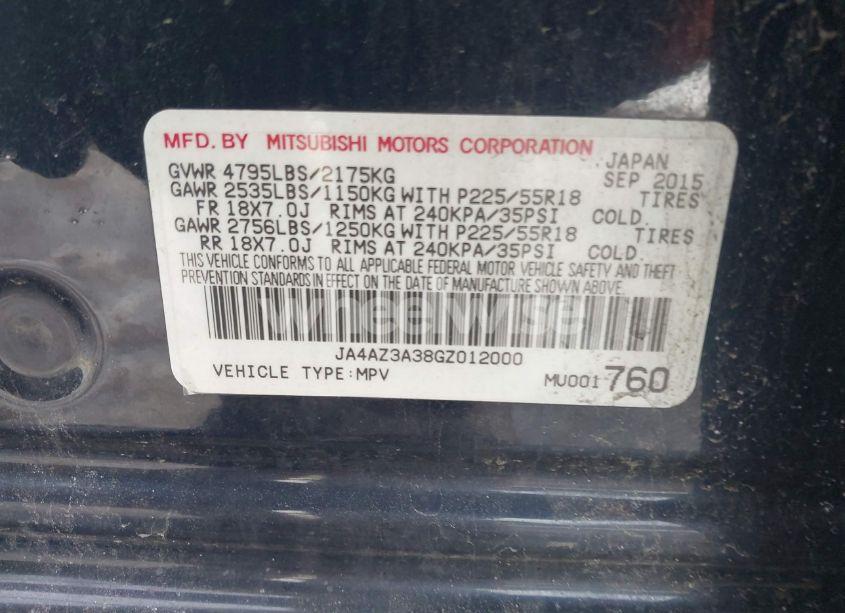 MFD. BY MITSUBISHI MOTORS CORPORATION JAPAN
GVWR 4795LBS/2175KG SEP 2015
GAWR 2535LBS/1150KG WITH P225/55R18 TIRES
FR 18X7.0J RIMS AT 240KPA/35PSI COLD.
GAWR 2756LBS/1250KG WITH P225/55R18 TIRES
RR 18X7.0J RIMS AT 240KPA/35PSI COLD.
THIS VEHICLE CONFORMS TO ALL APPLICABLE FEDERAL MOTOR VEHICLE SAFETY AND THEFT
PREVENTION STANDARDS IN EFFECT ON THE DATE OF MANUFACTURE SHOWN ABOVE.
wheelwise
JA4AZ3A38GZ012000
VEHICLE TYPE:MPV MU001 760